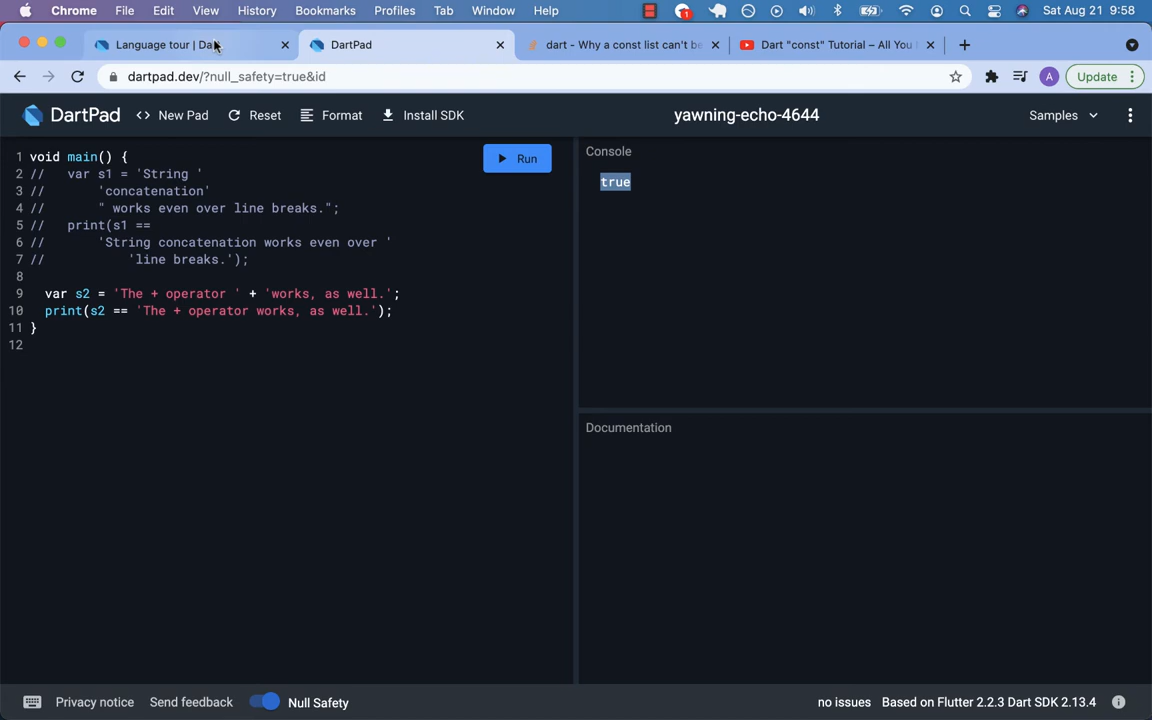 Chrome File Edit View History Bookmarks Profiles Tab Window Help 1 Sat Aug 21 9:58
Language tour | Da DartPad dart - Why a const list can't be YouTube Dart "const" Tutorial – All You
dartpad.dev/?null_safety=true&id A Update
DartPad <> New Pad Reset Format Install SDK yawning-echo-4644 Samples
Run
Console
true
1 void main() {
2 // var s1 = 'String '
3 // 'concatenation'
4 // " works even over line breaks.";
5 // print(s1 ==
6 // 'String concatenation works even over '
7 // 'line breaks.');
8
9 var s2 = 'The + operator ' + 'works, as well.';
10 print(s2 == 'The + operator works, as well.');
11 }
12
Documentation
Privacy notice Send feedback Null Safety no issues Based on Flutter 2.2.3 Dart SDK 2.13.4